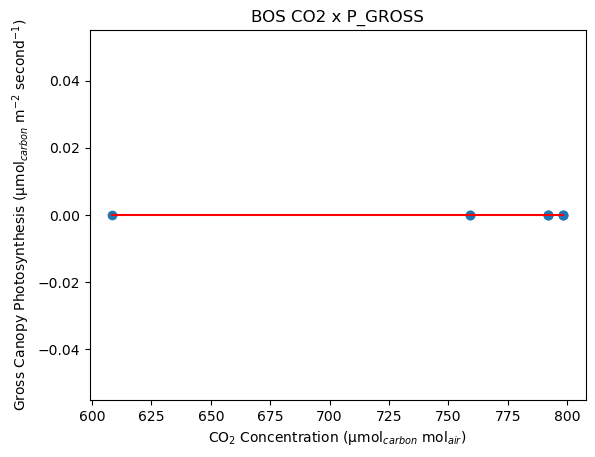 BOS CO2 x P_GROSS
Gross Canopy Photosynthesis (μmol_carbon m⁻² second⁻¹)
0.04
0.02
0.00
−0.02
−0.04
600 625 650 675 700 725 750 775 800
CO₂ Concentration (μmol_carbon mol_air)